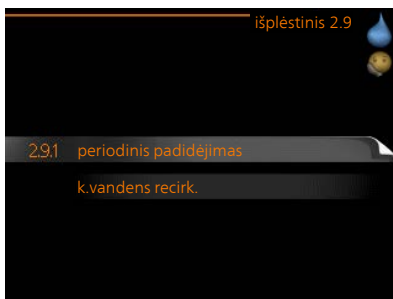 išplėstinis 2.9
2.9.1 periodinis padidėjimas
k.vandens recirk.